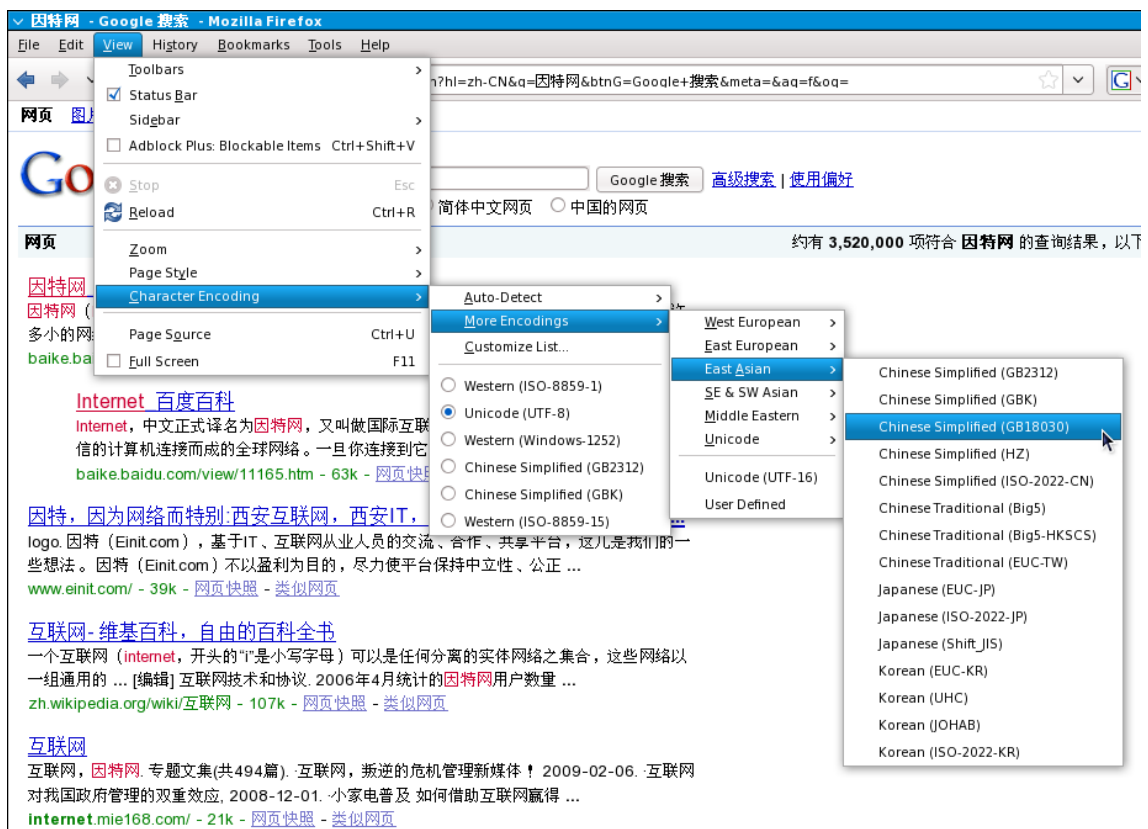 因特网 - Google 搜索 - Mozilla Firefox
File Edit View History Bookmarks Tools Help
n?hl=zh-CN&q=因特网&btnG=Google+搜索&meta=&aq=f&oq=
Toolbars
Status Bar
Sidebar
Adblock Plus: Blockable Items Ctrl+Shift+V
Stop Esc
Reload Ctrl+R
Zoom
Page Style
Character Encoding
Page Source Ctrl+U
Full Screen F11
网页
Google 搜索 高级搜索 | 使用偏好
简体中文网页 中国的网页
网页 约有 3,520,000 项符合 因特网 的查询结果，以下
Auto-Detect
More Encodings
Customize List...
Western (ISO-8859-1)
Unicode (UTF-8)
Western (Windows-1252)
Chinese Simplified (GB2312)
Chinese Simplified (GBK)
Western (ISO-8859-15)
West European
East European
East Asian
SE & SW Asian
Middle Eastern
Unicode
Unicode (UTF-16)
User Defined
Chinese Simplified (GB2312)
Chinese Simplified (GBK)
Chinese Simplified (GB18030)
Chinese Simplified (HZ)
Chinese Simplified (ISO-2022-CN)
Chinese Traditional (Big5)
Chinese Traditional (Big5-HKSCS)
Chinese Traditional (EUC-TW)
Japanese (EUC-JP)
Japanese (ISO-2022-JP)
Japanese (Shift_JIS)
Korean (EUC-KR)
Korean (UHC)
Korean (JOHAB)
Korean (ISO-2022-KR)
因特网
因特网（
多小的网
baike.ba
Internet_百度百科
Internet，中文正式译名为因特网，又叫做国际互联
信的计算机连接而成的全球网络。一旦你连接到它
baike.baidu.com/view/11165.htm - 63k - 网页快照
因特，因为网络而特别:西安互联网，西安IT，
logo. 因特（Einit.com），基于IT、互联网从业人员的交流、合作、共享平台，这儿是我们的一
些想法。因特（Einit.com）不以盈利为目的，尽力使平台保持中立性、公正 ...
www.einit.com/ - 39k - 网页快照 - 类似网页
互联网- 维基百科，自由的百科全书
一个互联网（internet，开头的“i”是小写字母）可以是任何分离的实体网络之集合，这些网络以
一组通用的 ... [编辑] 互联网技术和协议. 2006年4月统计的因特网用户数量 ...
zh.wikipedia.org/wiki/互联网 - 107k - 网页快照 - 类似网页
互联网
互联网，因特网. 专题文集(共494篇). ·互联网，叛逆的危机管理新媒体！ 2009-02-06. ·互联网
对我国政府管理的双重效应, 2008-12-01. ·小家电普及 如何借助互联网赢得 ...
internet.mie168.com/ - 21k - 网页快照 - 类似网页